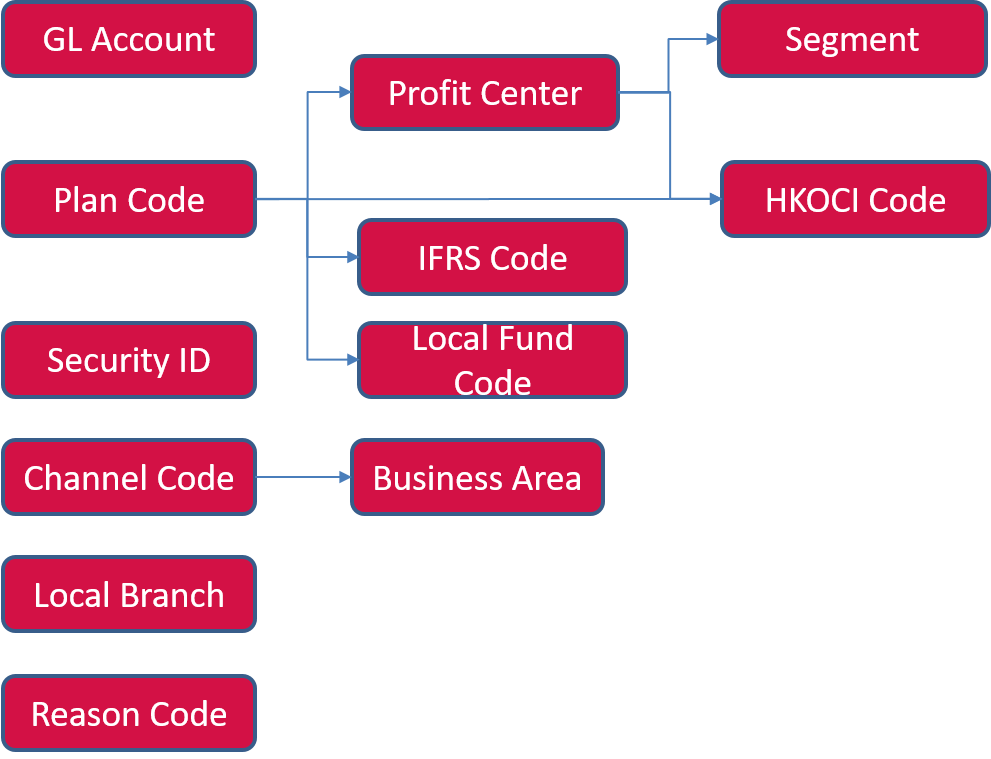 GL Account
Segment
Profit Center
Plan Code
HKOCI Code
IFRS Code
Security ID
Local Fund
Code
Channel Code
Business Area
Local Branch
Reason Code